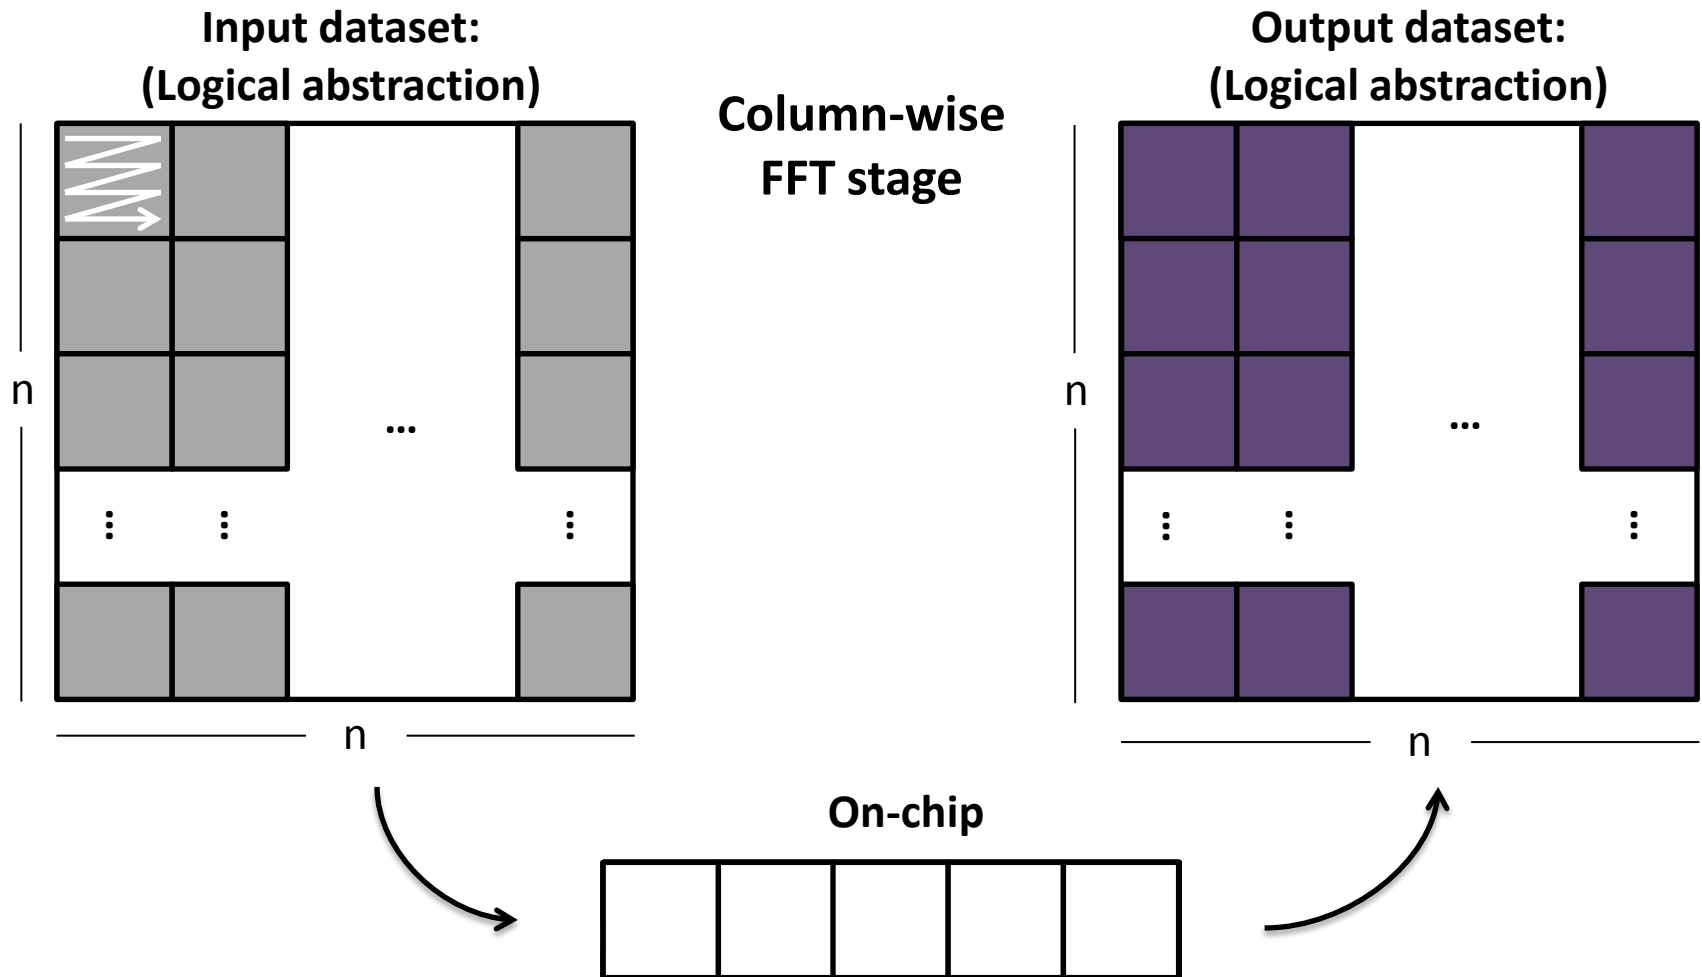 Input dataset:
(Logical abstraction)
Output dataset:
(Logical abstraction)
Column-wise
FFT stage
n
...
n
...
...
...
...
...
...
...
n
n
On-chip